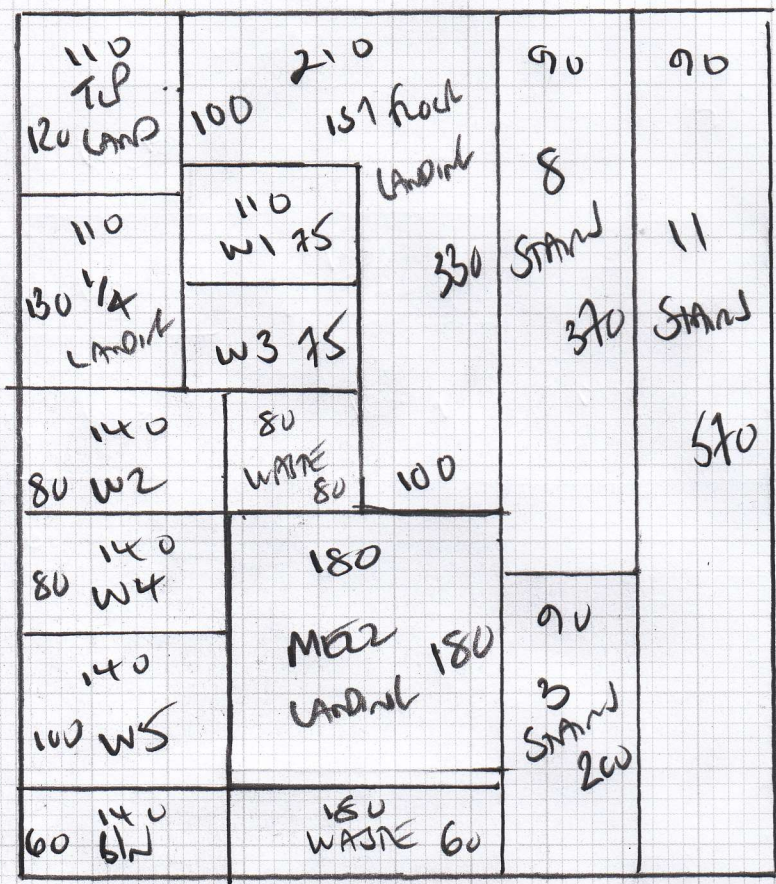 110
T/P
120 LAND
210
100 1ST FLOOR
LANDING
330
100
90
8
STAIRS
370
90
11
STAIRS
570
110
130 1/4
LANDING
110
W1 75
W3 75
140
80 W2
80
WASTE
80
140
80 W4
180
MEZZ
180
LANDING
90
3
STAIRS
200
140
100 W5
140
60 BIN
180
WASTE 60